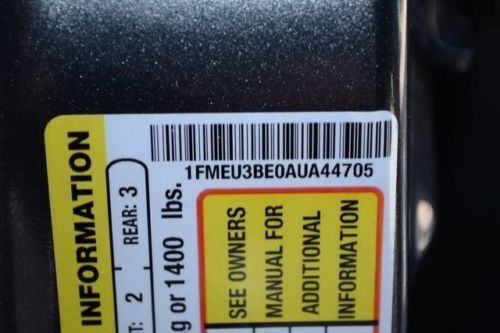 1FMEU3BE0AUA44705
INFORMATION
T: 2 REAR: 3
g or 1400 lbs.
SEE OWNERS
MANUAL FOR
ADDITIONAL
INFORMATION